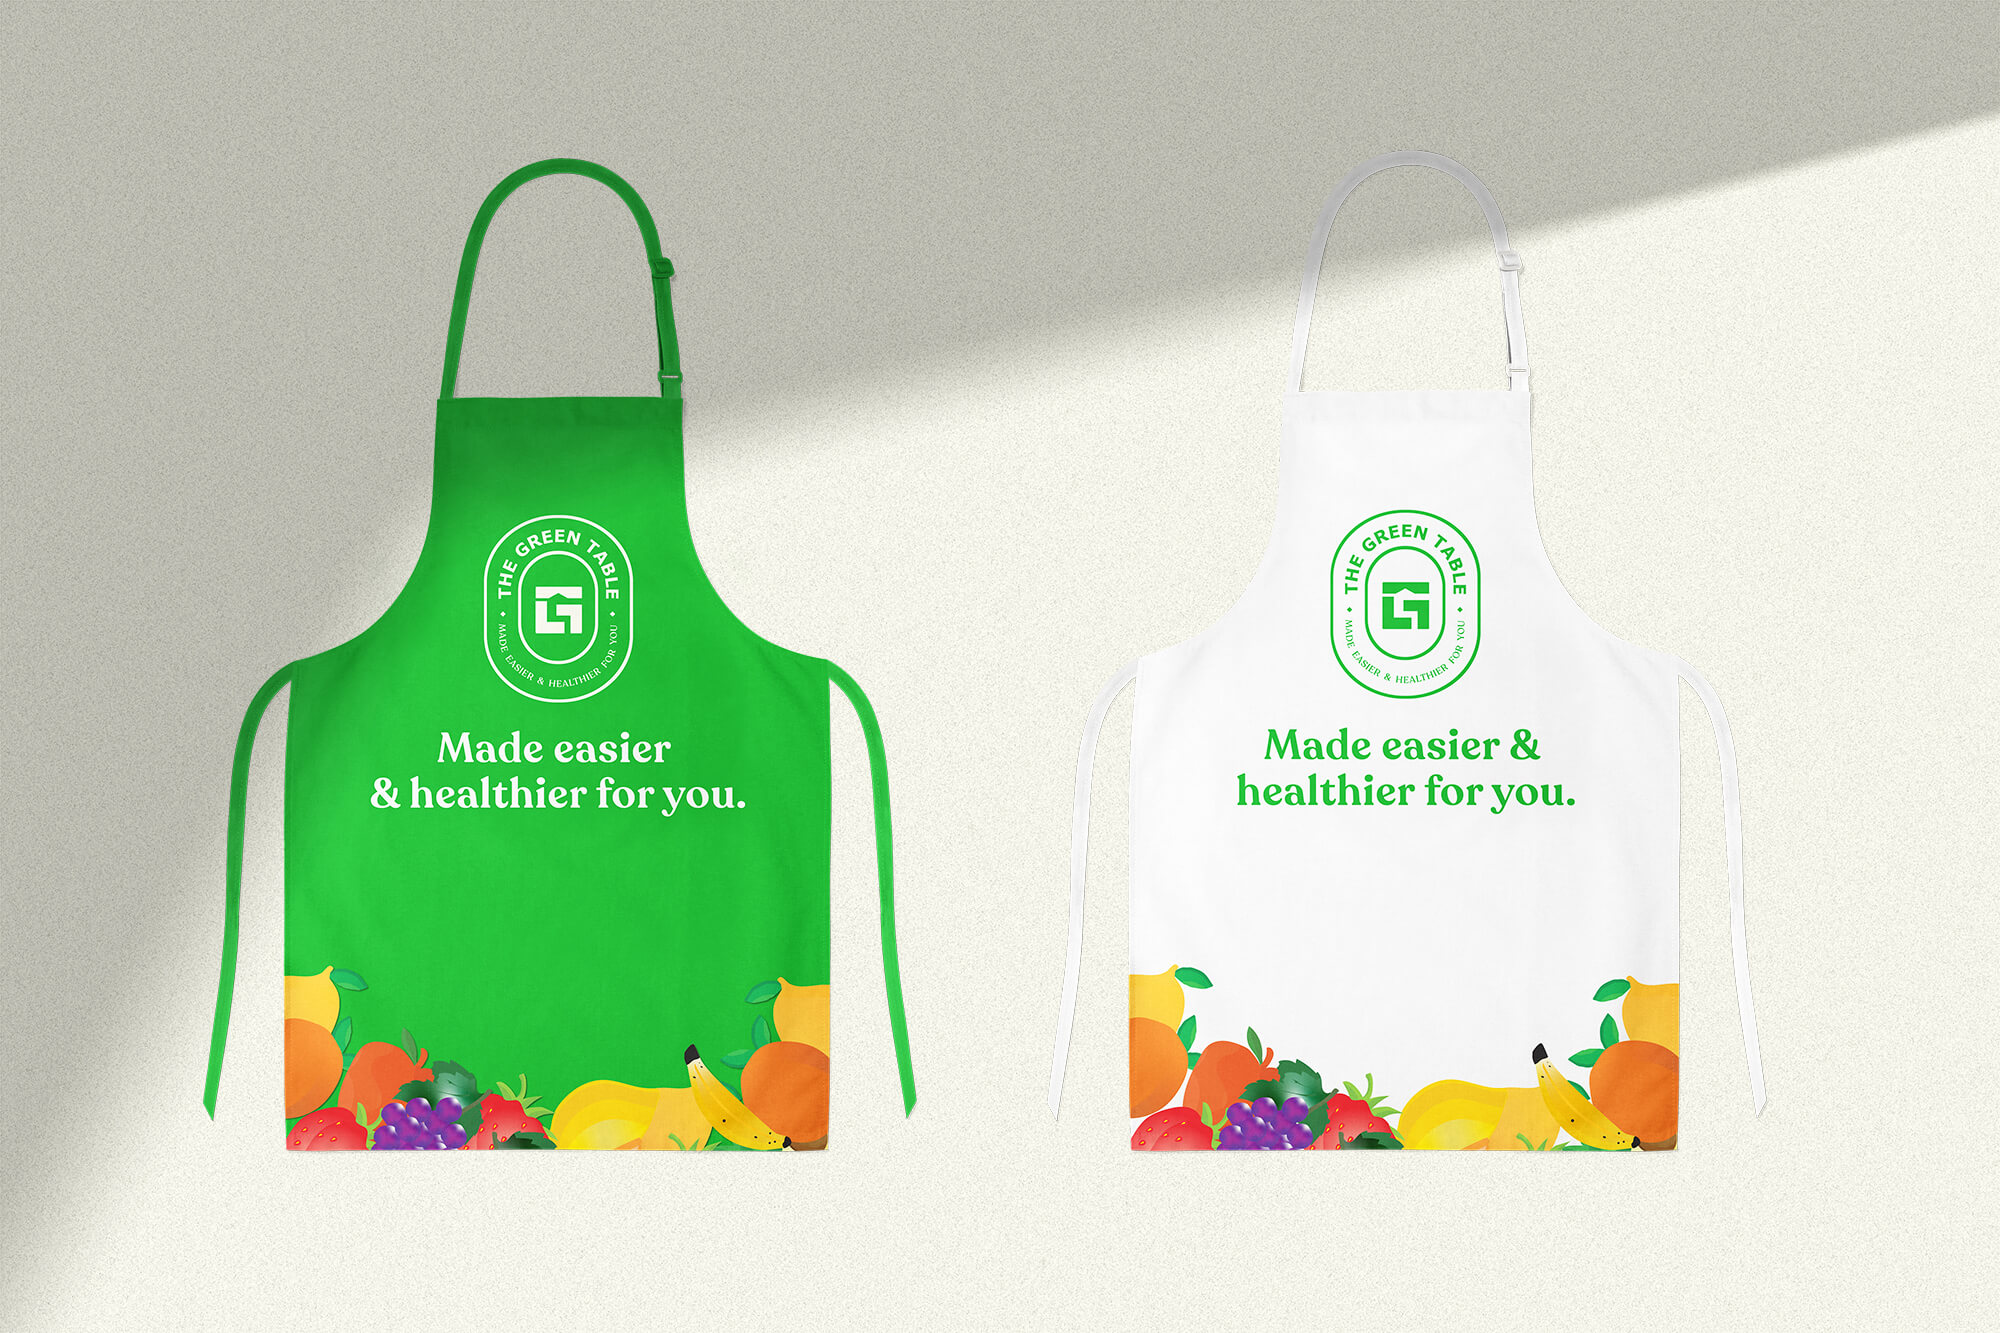 THE GREEN TABLE
MADE EASIER & HEALTHIER FOR YOU
Made easier
& healthier for you.
THE GREEN TABLE
MADE EASIER & HEALTHIER FOR YOU
Made easier &
healthier for you.